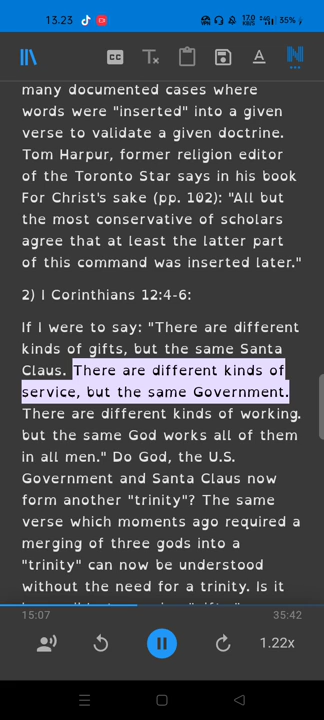 13.23
17.0
KB/S
35%
CC
A
N
many documented cases where
words were "inserted" into a given
verse to validate a given doctrine.
Tom Harpur, former religion editor
of the Toronto Star says in his book
For Christ's sake (pp. 102): "All but
the most conservative of scholars
agree that at least the latter part
of this command was inserted later."
2) I Corinthians 12:4-6:
If I were to say: "There are different
kinds of gifts, but the same Santa
Claus. There are different kinds of
service, but the same Government.
There are different kinds of working.
but the same God works all of them
in all men." Do God, the U.S.
Government and Santa Claus now
form another "trinity"? The same
verse which moments ago required a
merging of three gods into a
"trinity" can now be understood
without the need for a trinity. Is it
15:07
35:42
1.22x